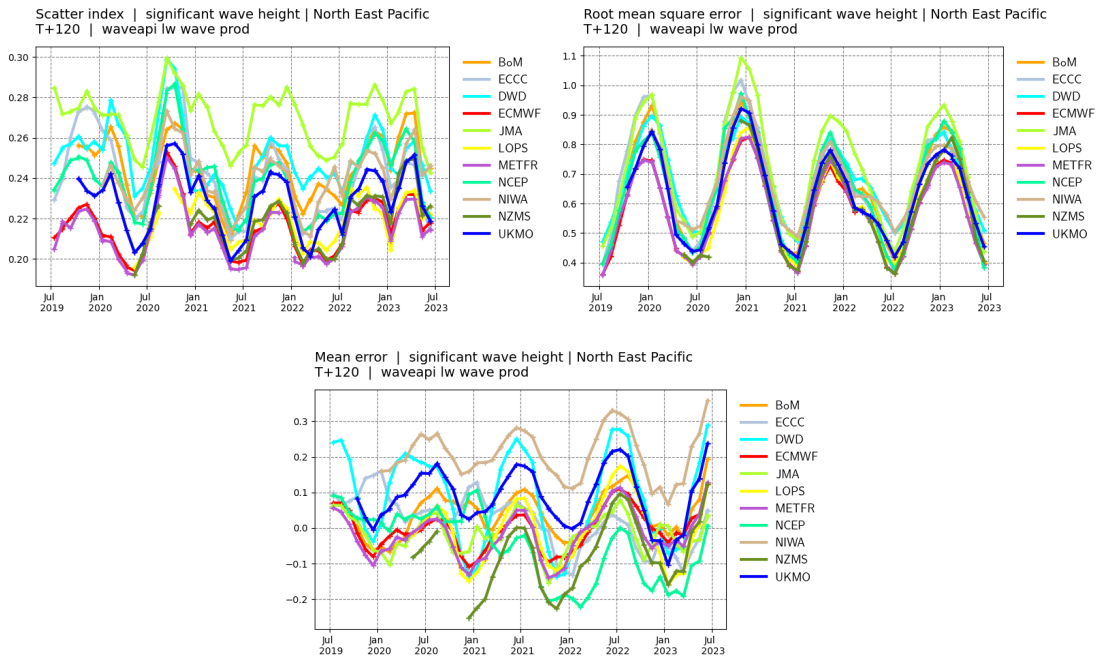 Scatter index | significant wave height | North East Pacific
T+120 | waveapi lw wave prod
0.30
0.28
0.26
0.24
0.22
0.20
Jul 2019
Jan 2020
Jul 2020
Jan 2021
Jul 2021
Jan 2022
Jul 2022
Jan 2023
Jul 2023
BoM
ECCC
DWD
ECMWF
JMA
LOPS
METFR
NCEP
NIWA
NZMS
UKMO
Root mean square error | significant wave height | North East Pacific
T+120 | waveapi lw wave prod
1.1
1.0
0.9
0.8
0.7
0.6
0.5
0.4
Jul 2019
Jan 2020
Jul 2020
Jan 2021
Jul 2021
Jan 2022
Jul 2022
Jan 2023
Jul 2023
BoM
ECCC
DWD
ECMWF
JMA
LOPS
METFR
NCEP
NIWA
NZMS
UKMO
Mean error | significant wave height | North East Pacific
T+120 | waveapi lw wave prod
0.3
0.2
0.1
0.0
−0.1
−0.2
Jul 2019
Jan 2020
Jul 2020
Jan 2021
Jul 2021
Jan 2022
Jul 2022
Jan 2023
Jul 2023
BoM
ECCC
DWD
ECMWF
JMA
LOPS
METFR
NCEP
NIWA
NZMS
UKMO